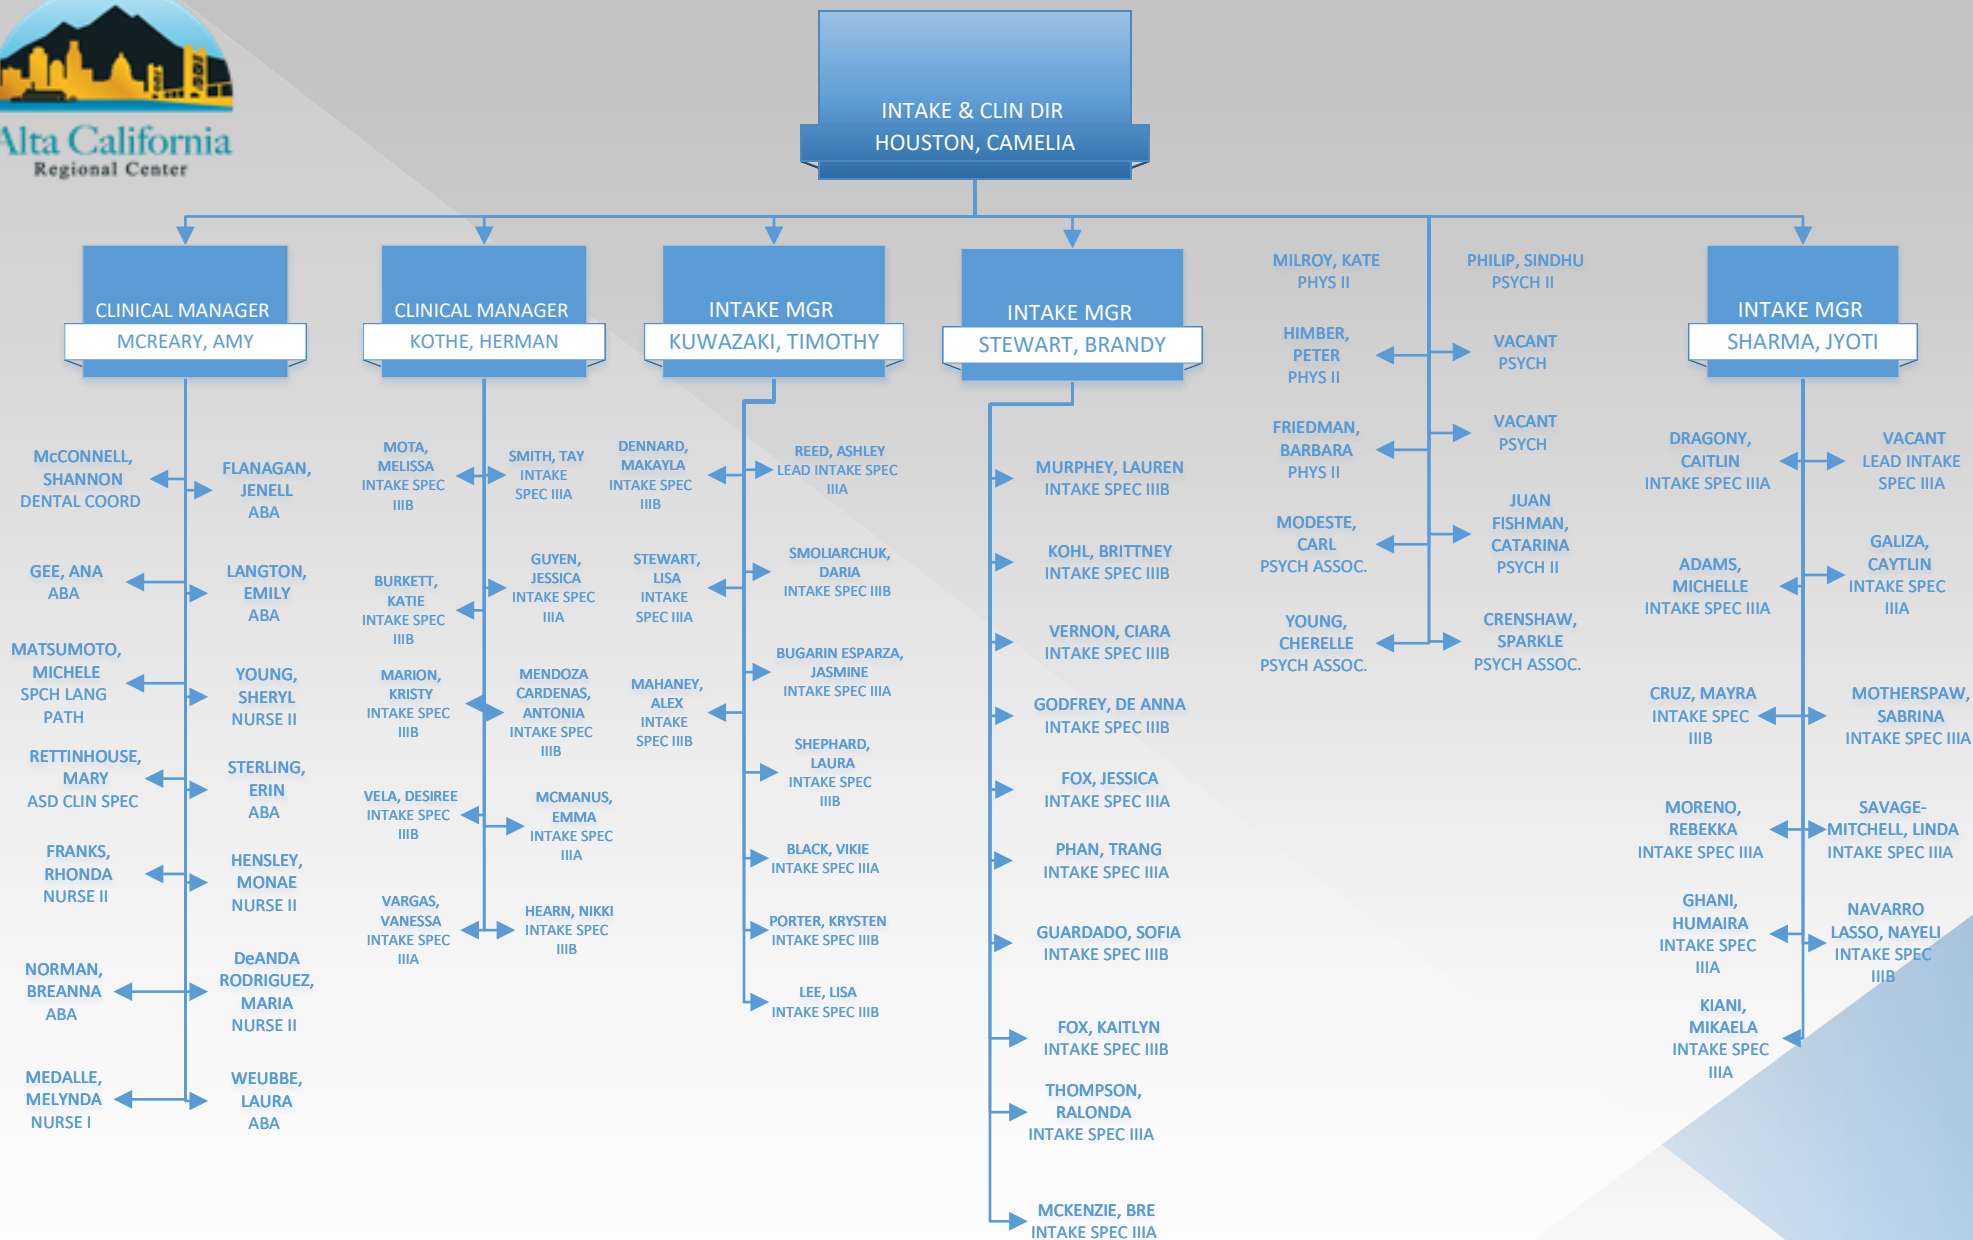 Alta California
Regional Center
INTAKE & CLIN DIR
HOUSTON, CAMELIA
CLINICAL MANAGER
MCREARY, AMY
McCONNELL,
SHANNON
DENTAL COORD
FLANAGAN,
JENELL
ABA
GEE, ANA
ABA
LANGTON,
EMILY
ABA
MATSUMOTO,
MICHELE
SPCH LANG
PATH
YOUNG,
SHERYL
NURSE II
RETTINHOUSE,
MARY
ASD CLIN SPEC
STERLING,
ERIN
ABA
FRANKS,
RHONDA
NURSE II
HENSLEY,
MONAE
NURSE II
NORMAN,
BREANNA
ABA
DeANDA
RODRIGUEZ,
MARIA
NURSE II
MEDALLE,
MELYNDA
NURSE I
WEUBBE,
LAURA
ABA
CLINICAL MANAGER
KOTHE, HERMAN
MOTA,
MELISSA
INTAKE SPEC
IIIB
SMITH, TAY
INTAKE
SPEC IIIA
BURKETT,
KATIE
INTAKE SPEC
IIIB
GUYEN,
JESSICA
INTAKE SPEC
IIIA
MARION,
KRISTY
INTAKE SPEC
IIIB
MENDOZA
CARDENAS,
ANTONIA
INTAKE SPEC
IIIB
VELA, DESIREE
INTAKE SPEC
IIIB
MCMANUS,
EMMA
INTAKE SPEC
IIIA
VARGAS,
VANESSA
INTAKE SPEC
IIIA
HEARN, NIKKI
INTAKE SPEC
IIIB
INTAKE MGR
KUWAZAKI, TIMOTHY
DENNARD,
MAKAYLA
INTAKE SPEC
IIIB
REED, ASHLEY
LEAD INTAKE SPEC
IIIA
STEWART,
LISA
INTAKE
SPEC IIIA
SMOLIARCHUK,
DARIA
INTAKE SPEC IIIB
MAHANEY,
ALEX
INTAKE
SPEC IIIB
BUGARIN ESPARZA,
JASMINE
INTAKE SPEC IIIA
SHEPHARD,
LAURA
INTAKE SPEC
IIIB
BLACK, VIKIE
INTAKE SPEC IIIA
PORTER, KRYSTEN
INTAKE SPEC IIIB
LEE, LISA
INTAKE SPEC IIIB
INTAKE MGR
STEWART, BRANDY
MURPHEY, LAUREN
INTAKE SPEC IIIB
KOHL, BRITTNEY
INTAKE SPEC IIIB
VERNON, CIARA
INTAKE SPEC IIIB
GODFREY, DE ANNA
INTAKE SPEC IIIB
FOX, JESSICA
INTAKE SPEC IIIA
PHAN, TRANG
INTAKE SPEC IIIA
GUARDADO, SOFIA
INTAKE SPEC IIIB
FOX, KAITLYN
INTAKE SPEC IIIB
THOMPSON,
RALONDA
INTAKE SPEC IIIA
MCKENZIE, BRE
INTAKE SPEC IIIA
MILROY, KATE
PHYS II
PHILIP, SINDHU
PSYCH II
HIMBER,
PETER
PHYS II
VACANT
PSYCH
FRIEDMAN,
BARBARA
PHYS II
VACANT
PSYCH
MODESTE,
CARL
PSYCH ASSOC.
JUAN
FISHMAN,
CATARINA
PSYCH II
YOUNG,
CHERELLE
PSYCH ASSOC.
CRENSHAW,
SPARKLE
PSYCH ASSOC.
INTAKE MGR
SHARMA, JYOTI
DRAGONY,
CAITLIN
INTAKE SPEC IIIA
VACANT
LEAD INTAKE
SPEC IIIA
ADAMS,
MICHELLE
INTAKE SPEC IIIA
GALIZA,
CAYTLIN
INTAKE SPEC
IIIA
CRUZ, MAYRA
INTAKE SPEC
IIIB
MOTHERSPAW,
SABRINA
INTAKE SPEC IIIA
MORENO,
REBEKKA
INTAKE SPEC IIIA
SAVAGE-
MITCHELL, LINDA
INTAKE SPEC IIIA
GHANI,
HUMAIRA
INTAKE SPEC
IIIA
NAVARRO
LASSO, NAYELI
INTAKE SPEC
IIIB
KIANI,
MIKAELA
INTAKE SPEC
IIIA